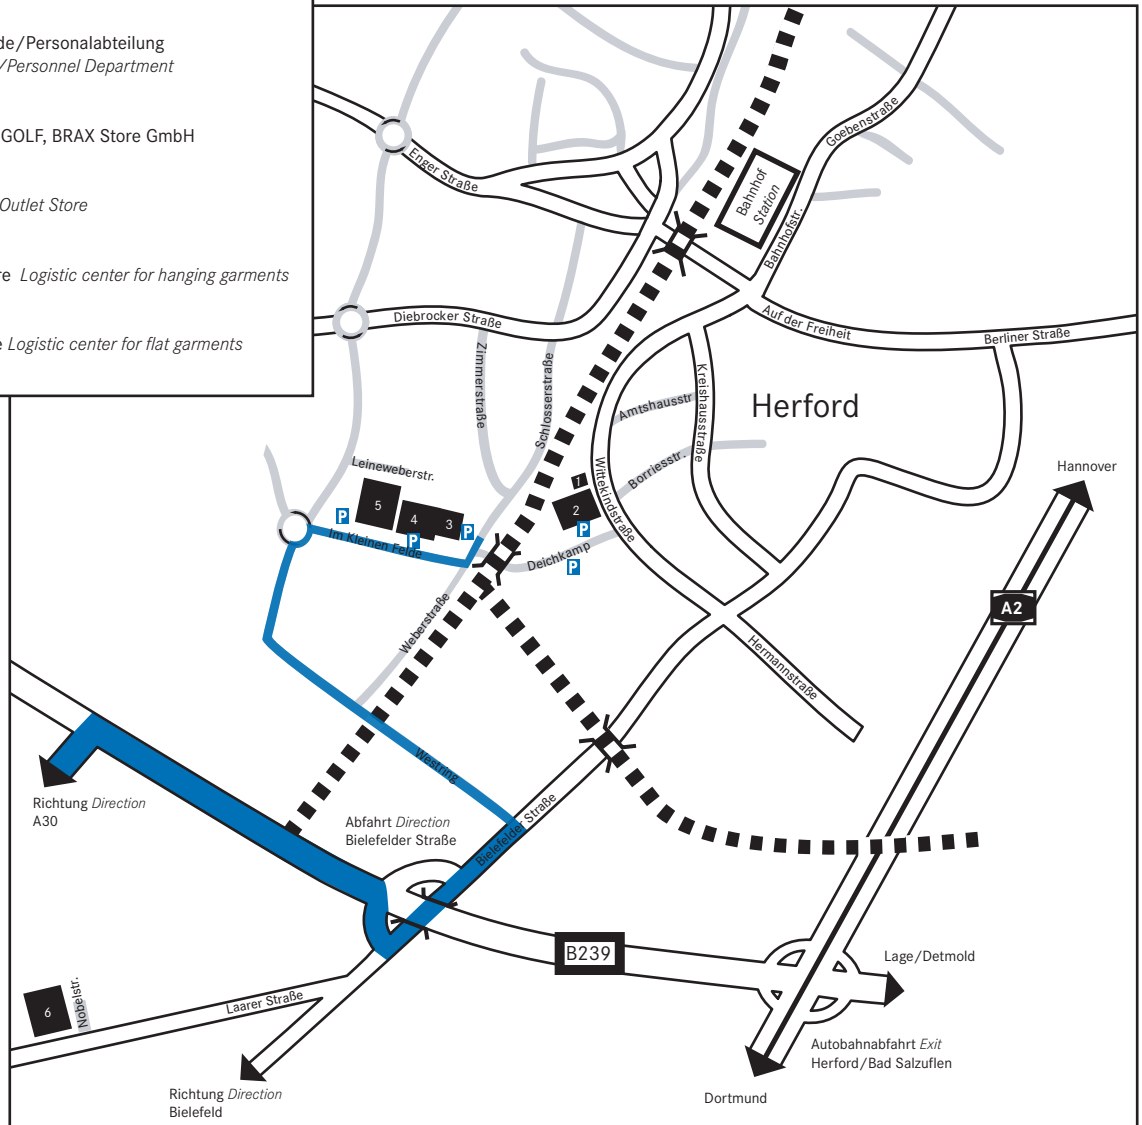 de/Personalabteilung
/Personnel Department
GOLF, BRAX Store GmbH
Outlet Store
re Logistic center for hanging garments
e Logistic center for flat garments
Enger Straße
Goebenstraße
Bahnhof
Station
Bahnhofstr.
Diebrocker Straße
Auf der Freiheit
Berliner Straße
Zimmerstraße
Schlosserstraße
Kreishausstraße
Amtshausstr
Herford
Leineweberstr.
Borriesstr.
Wittekindstraße
Hannover
1
5
4
3
2
P
P
P
P
P
Im Kleinen Felde
Deichkamp
Weberstraße
A2
Hermannstraße
Westring
Richtung Direction
A30
Abfahrt Direction
Bielefelder Straße
Bielefelder Straße
B239
Lage/Detmold
6
Nobelstr.
Laarer Straße
Autobahnabfahrt Exit
Herford/Bad Salzuflen
Richtung Direction
Bielefeld
Dortmund